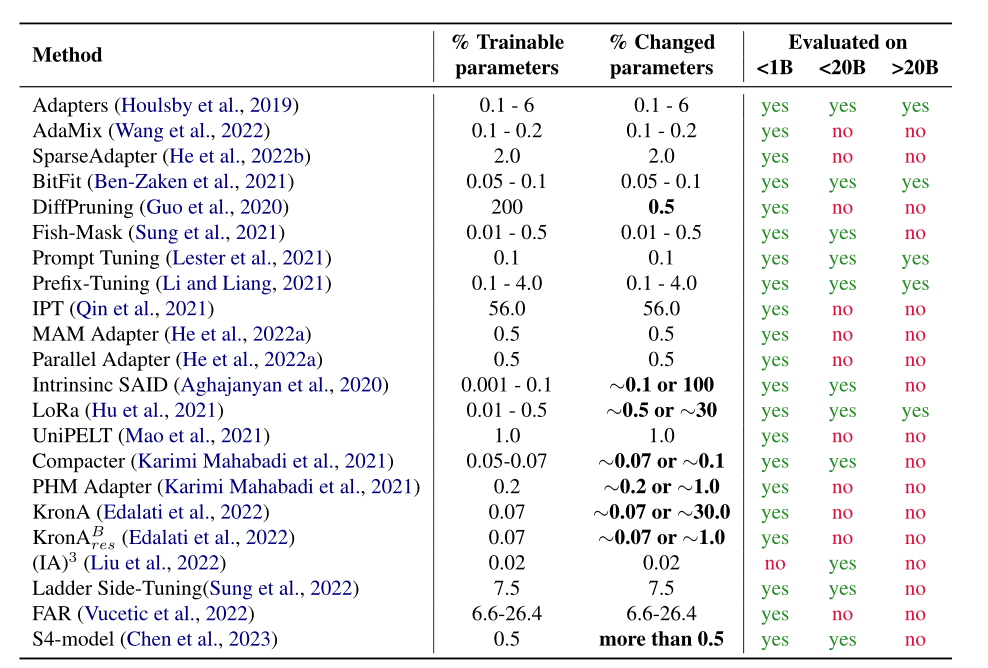 Method % Trainable parameters % Changed parameters Evaluated on <1B <20B >20B
Adapters (Houlsby et al., 2019) 0.1 - 6 0.1 - 6 yes yes yes
AdaMix (Wang et al., 2022) 0.1 - 0.2 0.1 - 0.2 yes no no
SparseAdapter (He et al., 2022b) 2.0 2.0 yes no no
BitFit (Ben-Zaken et al., 2021) 0.05 - 0.1 0.05 - 0.1 yes yes yes
DiffPruning (Guo et al., 2020) 200 0.5 yes no no
Fish-Mask (Sung et al., 2021) 0.01 - 0.5 0.01 - 0.5 yes yes no
Prompt Tuning (Lester et al., 2021) 0.1 0.1 yes yes yes
Prefix-Tuning (Li and Liang, 2021) 0.1 - 4.0 0.1 - 4.0 yes yes yes
IPT (Qin et al., 2021) 56.0 56.0 yes no no
MAM Adapter (He et al., 2022a) 0.5 0.5 yes no no
Parallel Adapter (He et al., 2022a) 0.5 0.5 yes no no
Intrinsinc SAID (Aghajanyan et al., 2020) 0.001 - 0.1 ∼0.1 or 100 yes yes no
LoRa (Hu et al., 2021) 0.01 - 0.5 ∼0.5 or ∼30 yes yes yes
UniPELT (Mao et al., 2021) 1.0 1.0 yes no no
Compacter (Karimi Mahabadi et al., 2021) 0.05-0.07 ∼0.07 or ∼0.1 yes yes no
PHM Adapter (Karimi Mahabadi et al., 2021) 0.2 ∼0.2 or ∼1.0 yes no no
KronA (Edalati et al., 2022) 0.07 ∼0.07 or ∼30.0 yes no no
KronA^B_res (Edalati et al., 2022) 0.07 ∼0.07 or ∼1.0 yes no no
(IA)³ (Liu et al., 2022) 0.02 0.02 no yes no
Ladder Side-Tuning(Sung et al., 2022) 7.5 7.5 yes yes no
FAR (Vucetic et al., 2022) 6.6-26.4 6.6-26.4 yes no no
S4-model (Chen et al., 2023) 0.5 more than 0.5 yes yes no